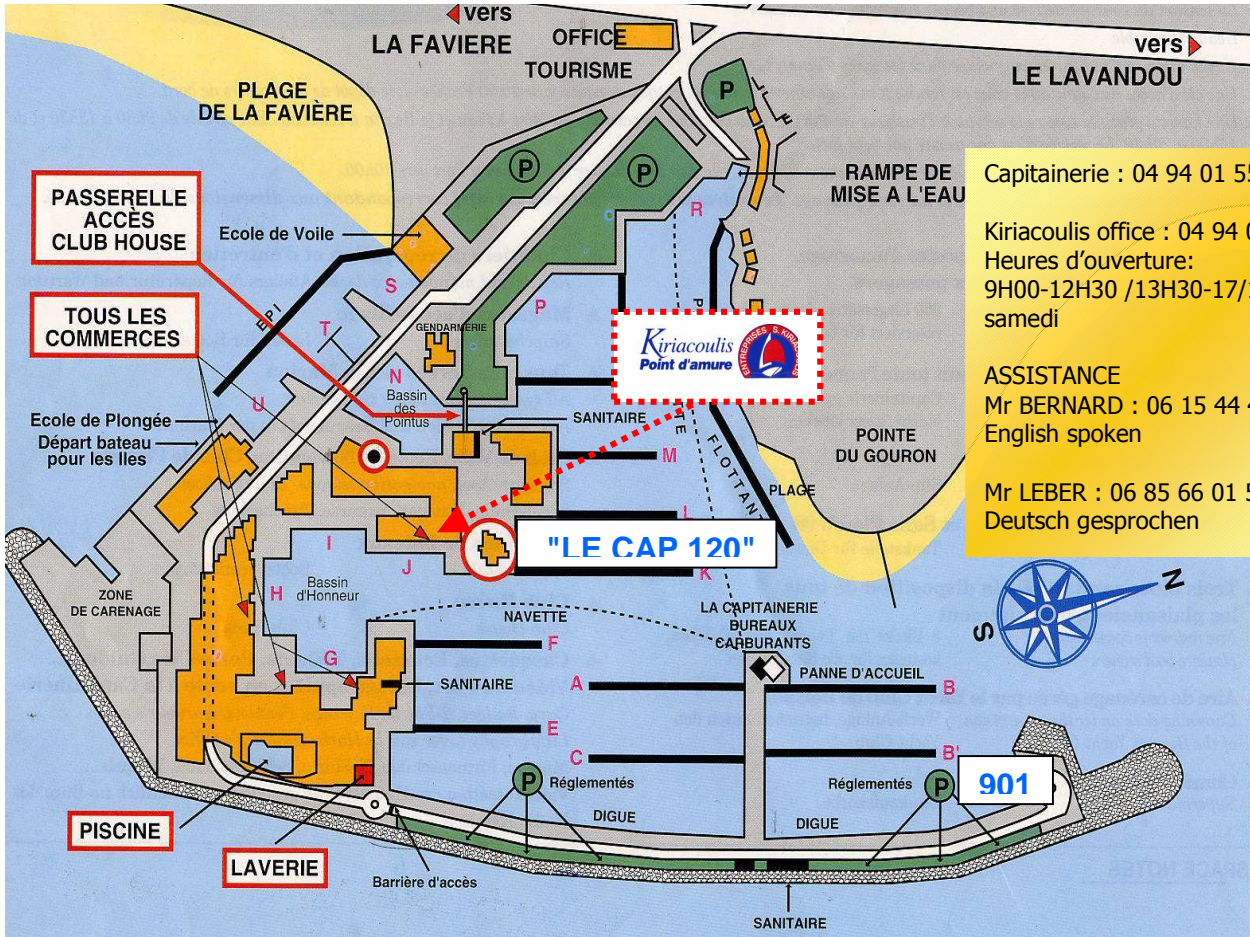 vers
LA FAVIERE
OFFICE
TOURISME
vers
LE LAVANDOU
PLAGE
DE LA FAVIÈRE
P
P
P
PASSERELLE
ACCÈS
CLUB HOUSE
Ecole de Voile
RAMPE DE
MISE A L'EAU
R
Capitainerie : 04 94 01 55
Kiriacoulis office : 04 94 0
Heures d'ouverture:
9H00-12H30 /13H30-17/1
samedi
ASSISTANCE
Mr BERNARD : 06 15 44 4
English spoken
Mr LEBER : 06 85 66 01 5
Deutsch gesprochen
TOUS LES
COMMERCES
EPI
S
T
GENDARMERIE
P
Kiriacoulis
Point d'amure
ENTREPRISES S. KIRIACOULIS
N
Bassin
des
Pointus
U
SANITAIRE
Ecole de Plongée
Départ bateau
pour les Iles
M
L
K
FLOTTANTE
PLAGE
POINTE
DU GOURON
"LE CAP 120"
I
J
H
Bassin
d'Honneur
G
ZONE
DE CARENAGE
NAVETTE
LA CAPITAINERIE
BUREAUX
CARBURANTS
N
S
F
SANITAIRE
A
PANNE D'ACCUEIL
B
E
C
B'
P
Réglementés
Réglementés
P
901
DIGUE
DIGUE
PISCINE
LAVERIE
Barrière d'accès
SANITAIRE